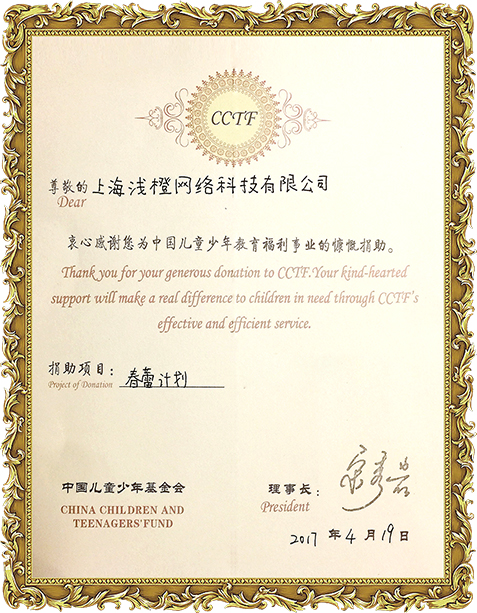 CCTF
尊敬的 上海浅橙网络科技有限公司
Dear
衷心感谢您为中国儿童少年教育福利事业的慷慨捐助。
Thank you for your generous donation to CCTF.Your kind-hearted
support will make a real difference to children in need through CCTF's
effective and efficient service.
捐助项目： 春蕾计划
Project of Donation
中国儿童少年基金会
CHINA CHILDREN AND
TEENAGERS'FUND
理事长：
President
2017 年 4 月 19 日